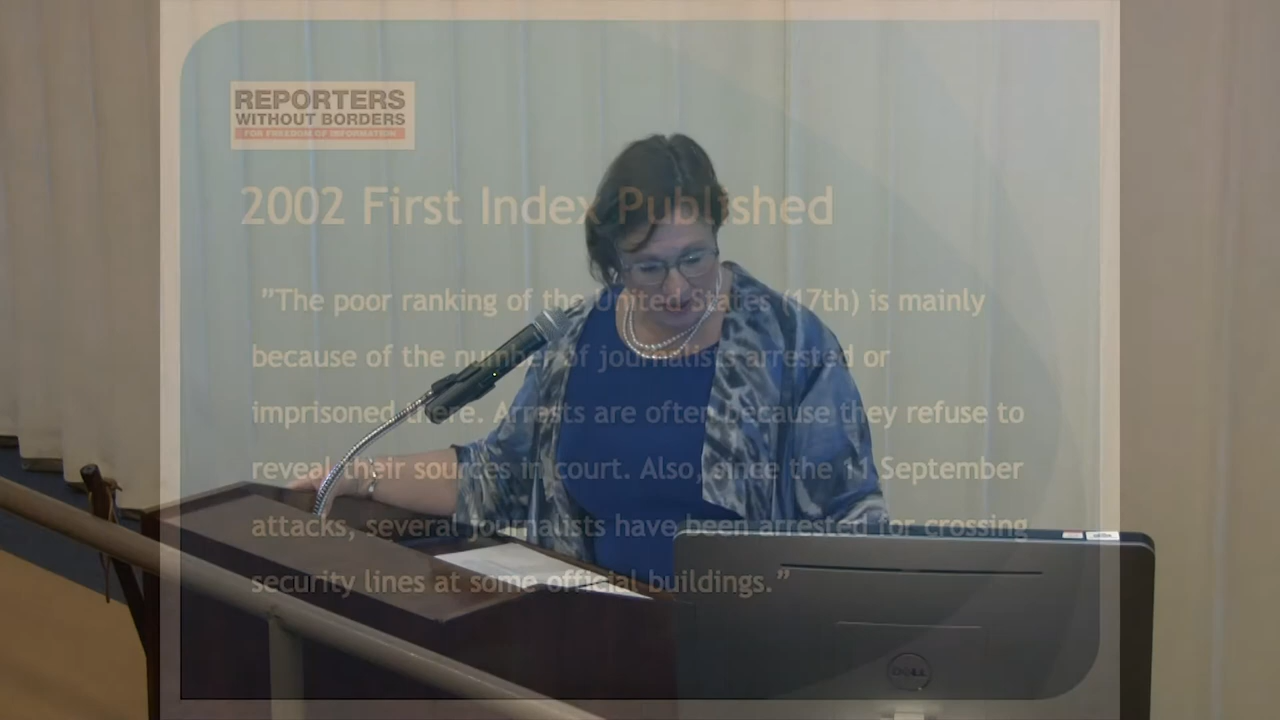 REPORTERS
WITHOUT BORDERS
FOR FREEDOM OF INFORMATION
2002 First Index Published
"The poor ranking of the United States (17th) is mainly
because of the number of journalists arrested or
imprisoned there. Arrests are often because they refuse to
reveal their sources in court. Also, since the 11 September
attacks, several journalists have been arrested for crossing
security lines at some official buildings.”
DELL